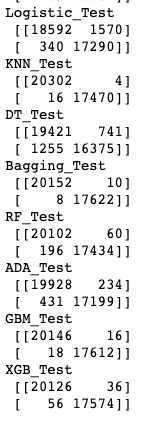 Logistic_Test
[[18592 1570]
[ 340 17290]]
KNN_Test
[[20302 4]
[ 16 17470]]
DT_Test
[[19421 741]
[ 1255 16375]]
Bagging_Test
[[20152 10]
[ 8 17622]]
RF_Test
[[20102 60]
[ 196 17434]]
ADA_Test
[[19928 234]
[ 431 17199]]
GBM_Test
[[20146 16]
[ 18 17612]]
XGB_Test
[[20126 36]
[ 56 17574]]